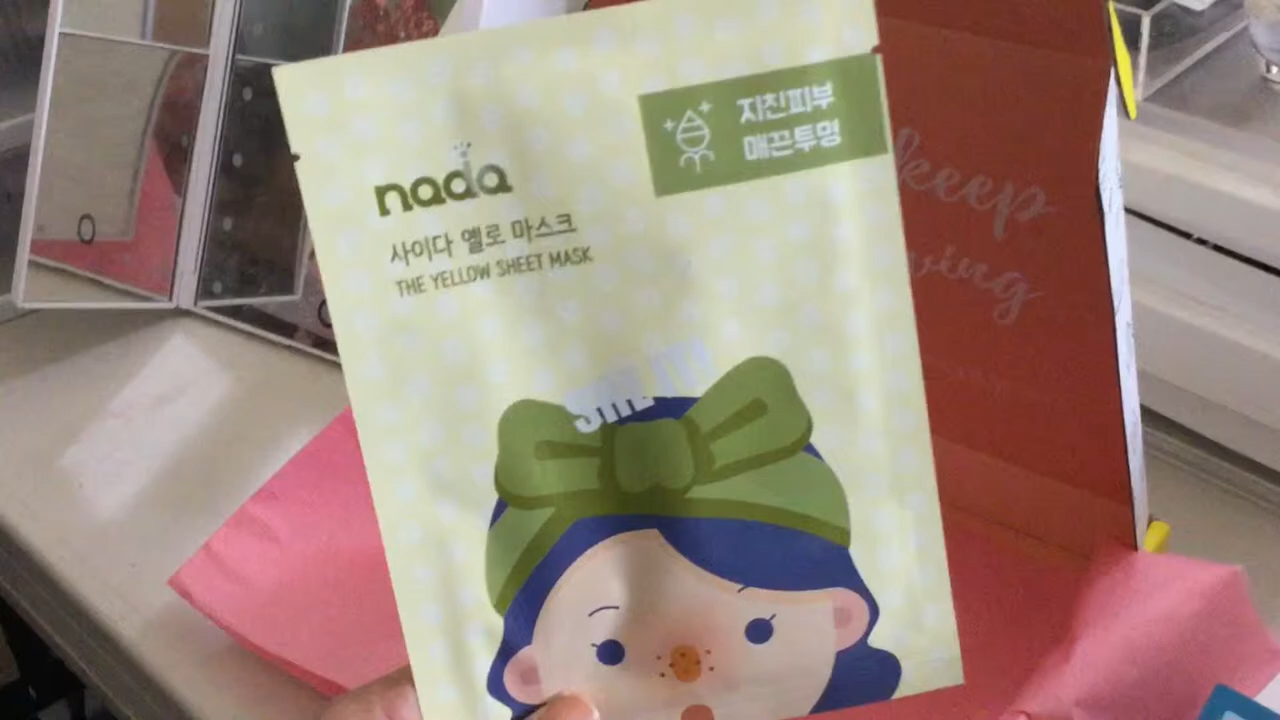 nada
사이다 옐로 마스크
THE YELLOW SHEET MASK
지친피부
매끈투명
keep